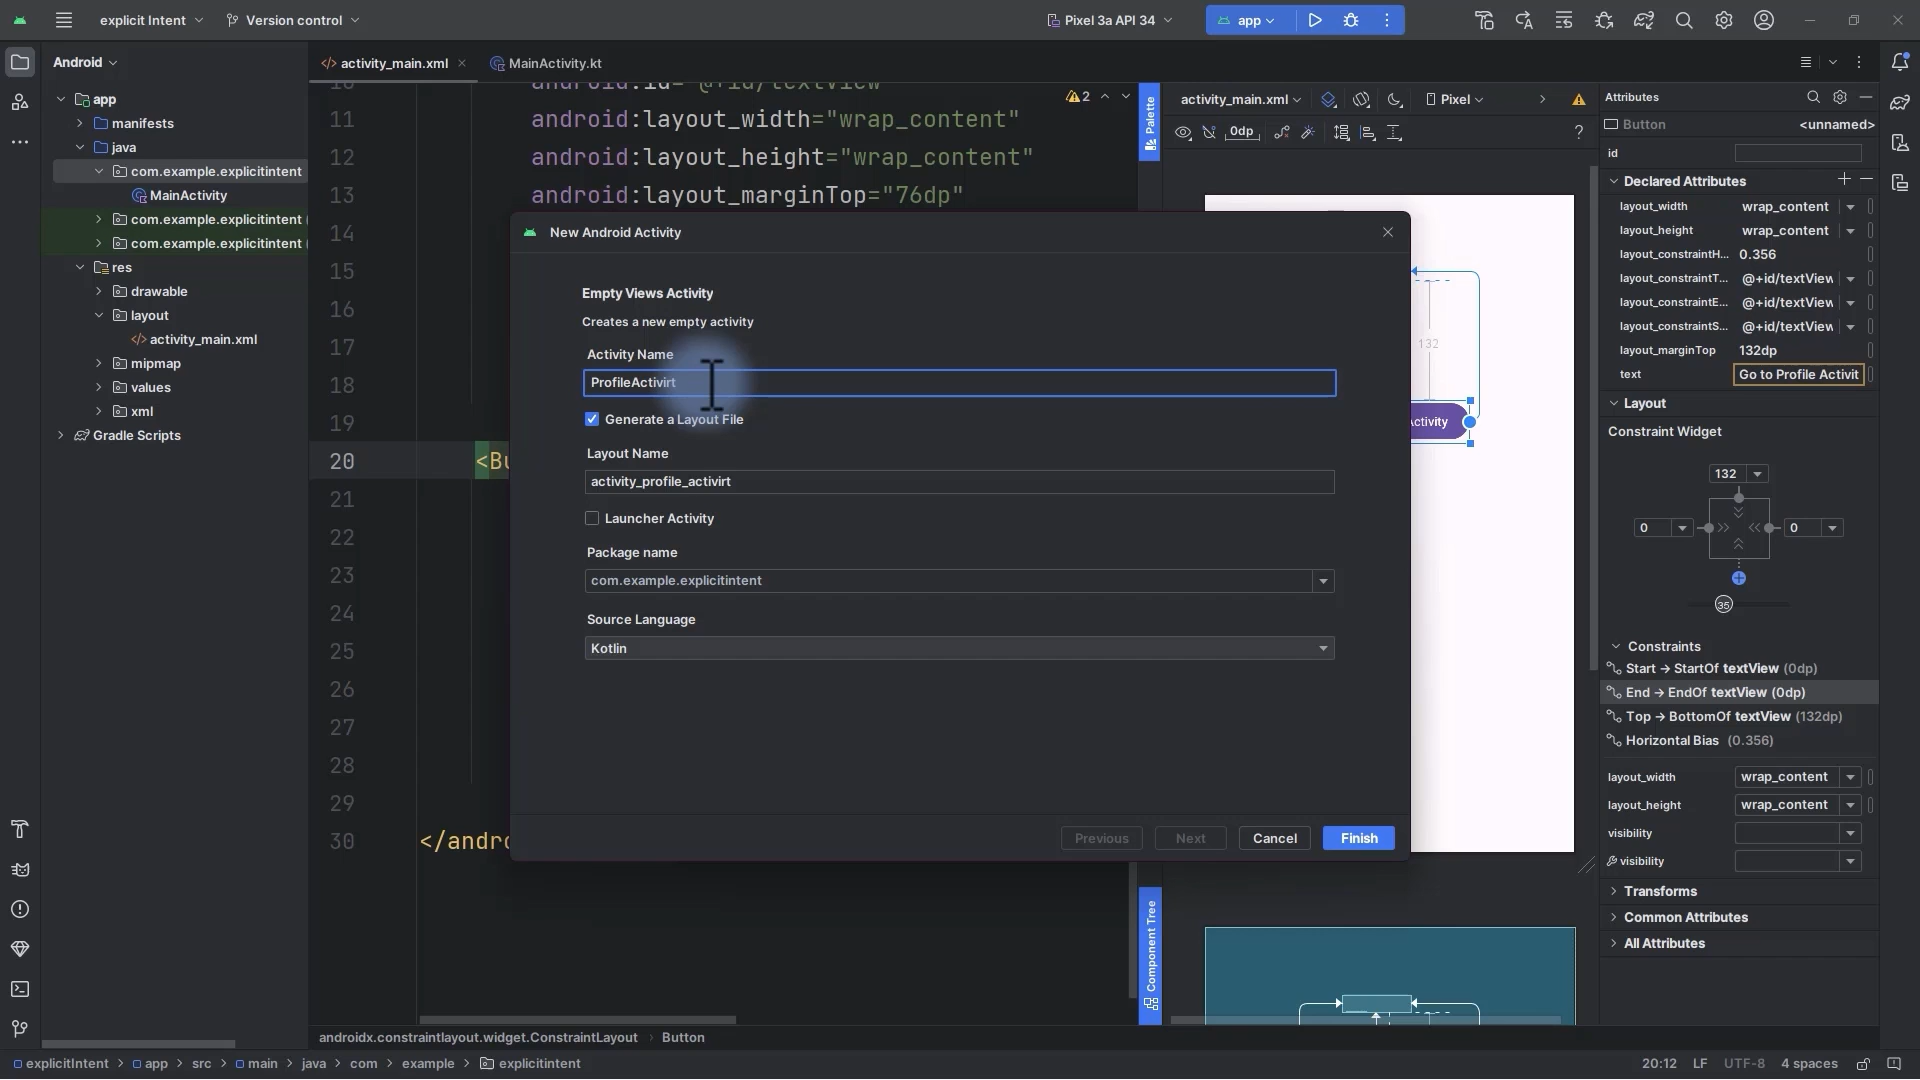 explicit Intent
Version control
Pixel 3a API 34
app
Android
app
manifests
java
com.example.explicitintent
MainActivity
com.example.explicitintent
com.example.explicitintent
res
drawable
layout
activity_main.xml
mipmap
values
xml
Gradle Scripts
activity_main.xml
MainActivity.kt
2
11 android:layout_width="wrap_content"
12 android:layout_height="wrap_content"
13 android:layout_marginTop="76dp"
14
15
16
17
18
19
20 <Bu
21
22
23
24
25
26
27
28
29
30 </andro
New Android Activity
Empty Views Activity
Creates a new empty activity
Activity Name
ProfileActivirt
Generate a Layout File
Layout Name
activity_profile_activirt
Launcher Activity
Package name
com.example.explicitintent
Source Language
Kotlin
Previous
Next
Cancel
Finish
Palette
Component Tree
activity_main.xml
Pixel
0dp
?
132
Activity
Attributes
Button
<unnamed>
id
Declared Attributes
layout_width wrap_content
layout_height wrap_content
layout_constraintH... 0.356
layout_constraintT... @+id/textView
layout_constraintE... @+id/textView
layout_constraintS... @+id/textView
layout_marginTop 132dp
text Go to Profile Activit
Layout
Constraint Widget
132
0
0
35
Constraints
Start → StartOf textView (0dp)
End → EndOf textView (0dp)
Top → BottomOf textView (132dp)
Horizontal Bias (0.356)
layout_width wrap_content
layout_height wrap_content
visibility
visibility
Transforms
Common Attributes
All Attributes
androidx.constraintlayout.widget.ConstraintLayout > Button
explicitIntent > app > src > main > java > com > example > explicitintent
20:12 LF UTF-8 4 spaces